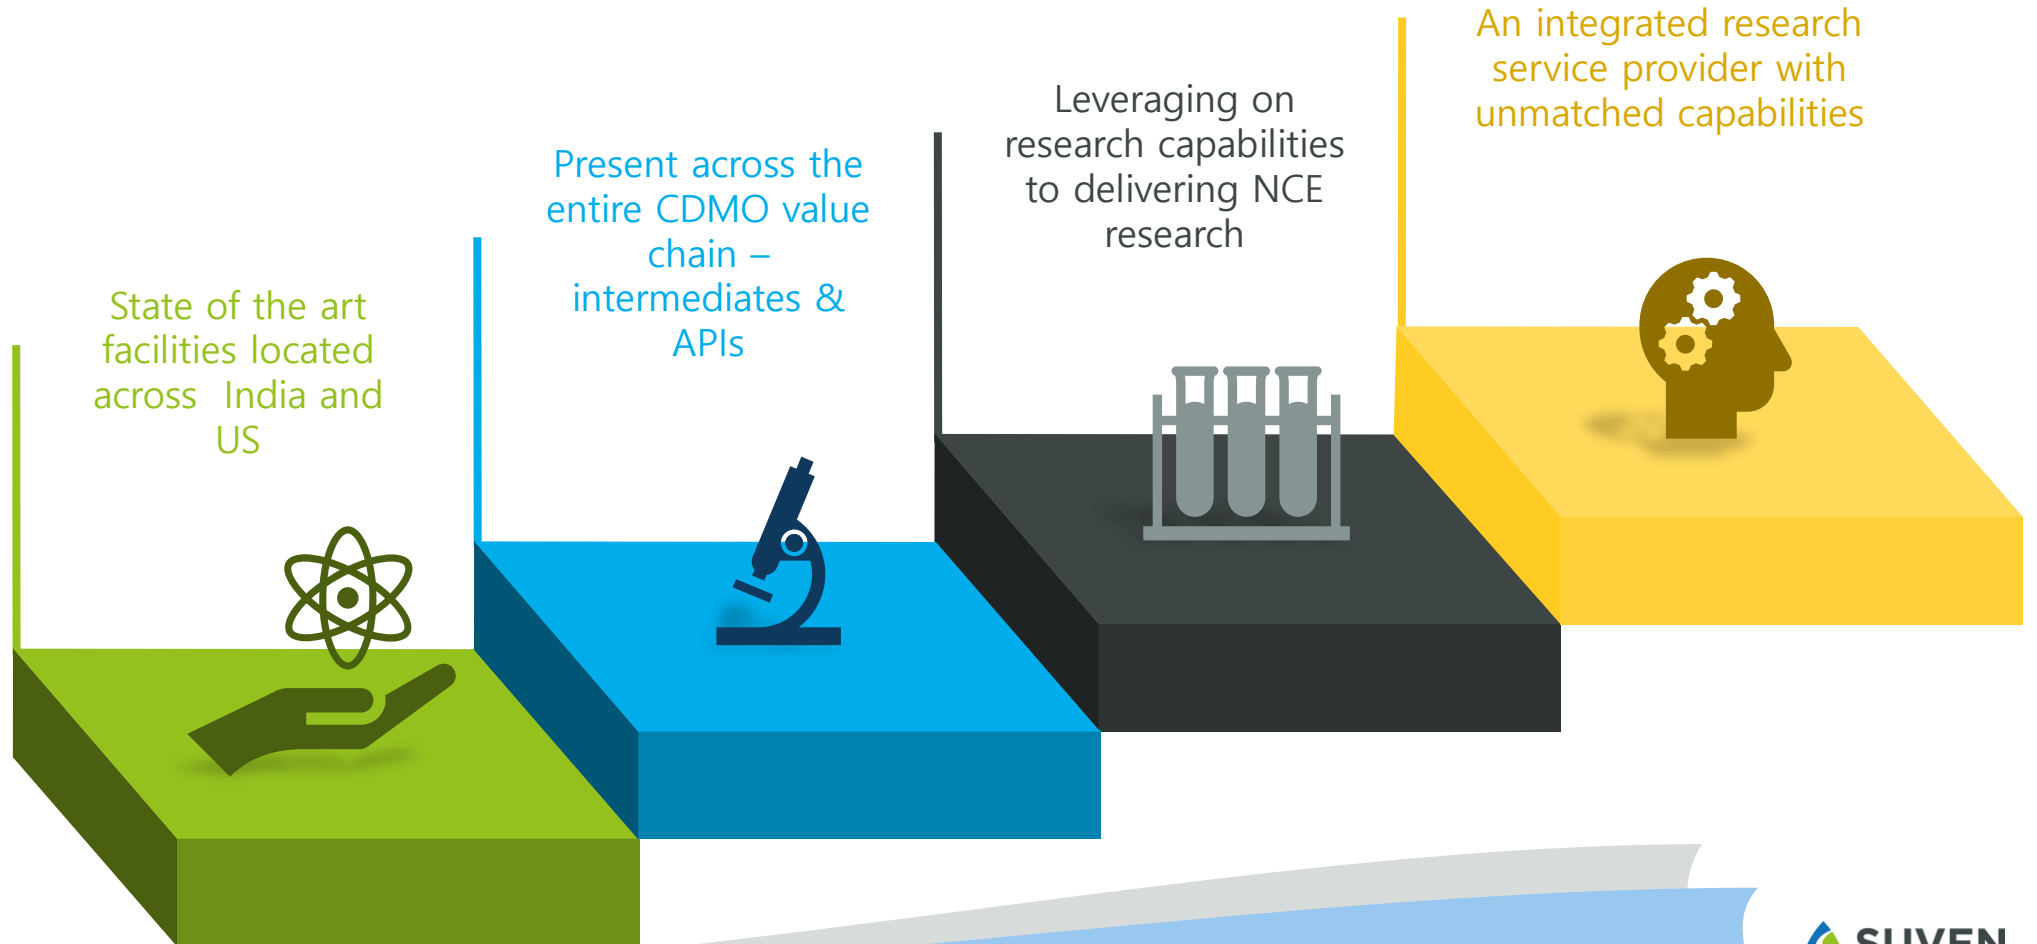 State of the art
facilities located
across  India and
US
Present across the
entire CDMO value
chain –
intermediates &
APIs
Leveraging on
research capabilities
to delivering NCE
research
An integrated research
service provider with
unmatched capabilities
SUVEN